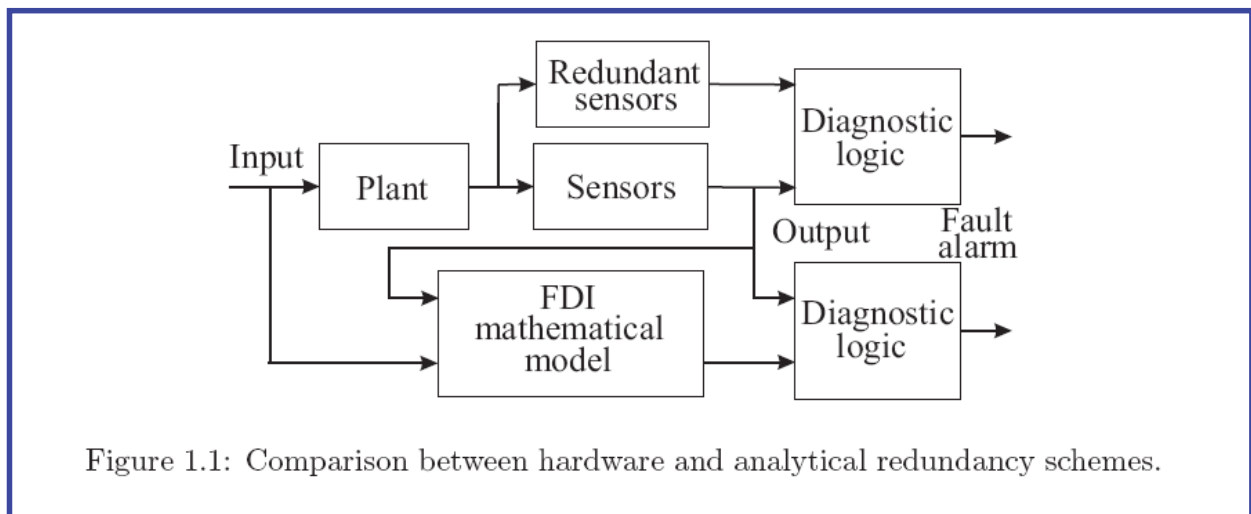 Redundant
sensors
Diagnostic
logic
Input
Plant
Sensors
Output
Fault
alarm
FDI
mathematical
model
Diagnostic
logic
Figure 1.1: Comparison between hardware and analytical redundancy schemes.